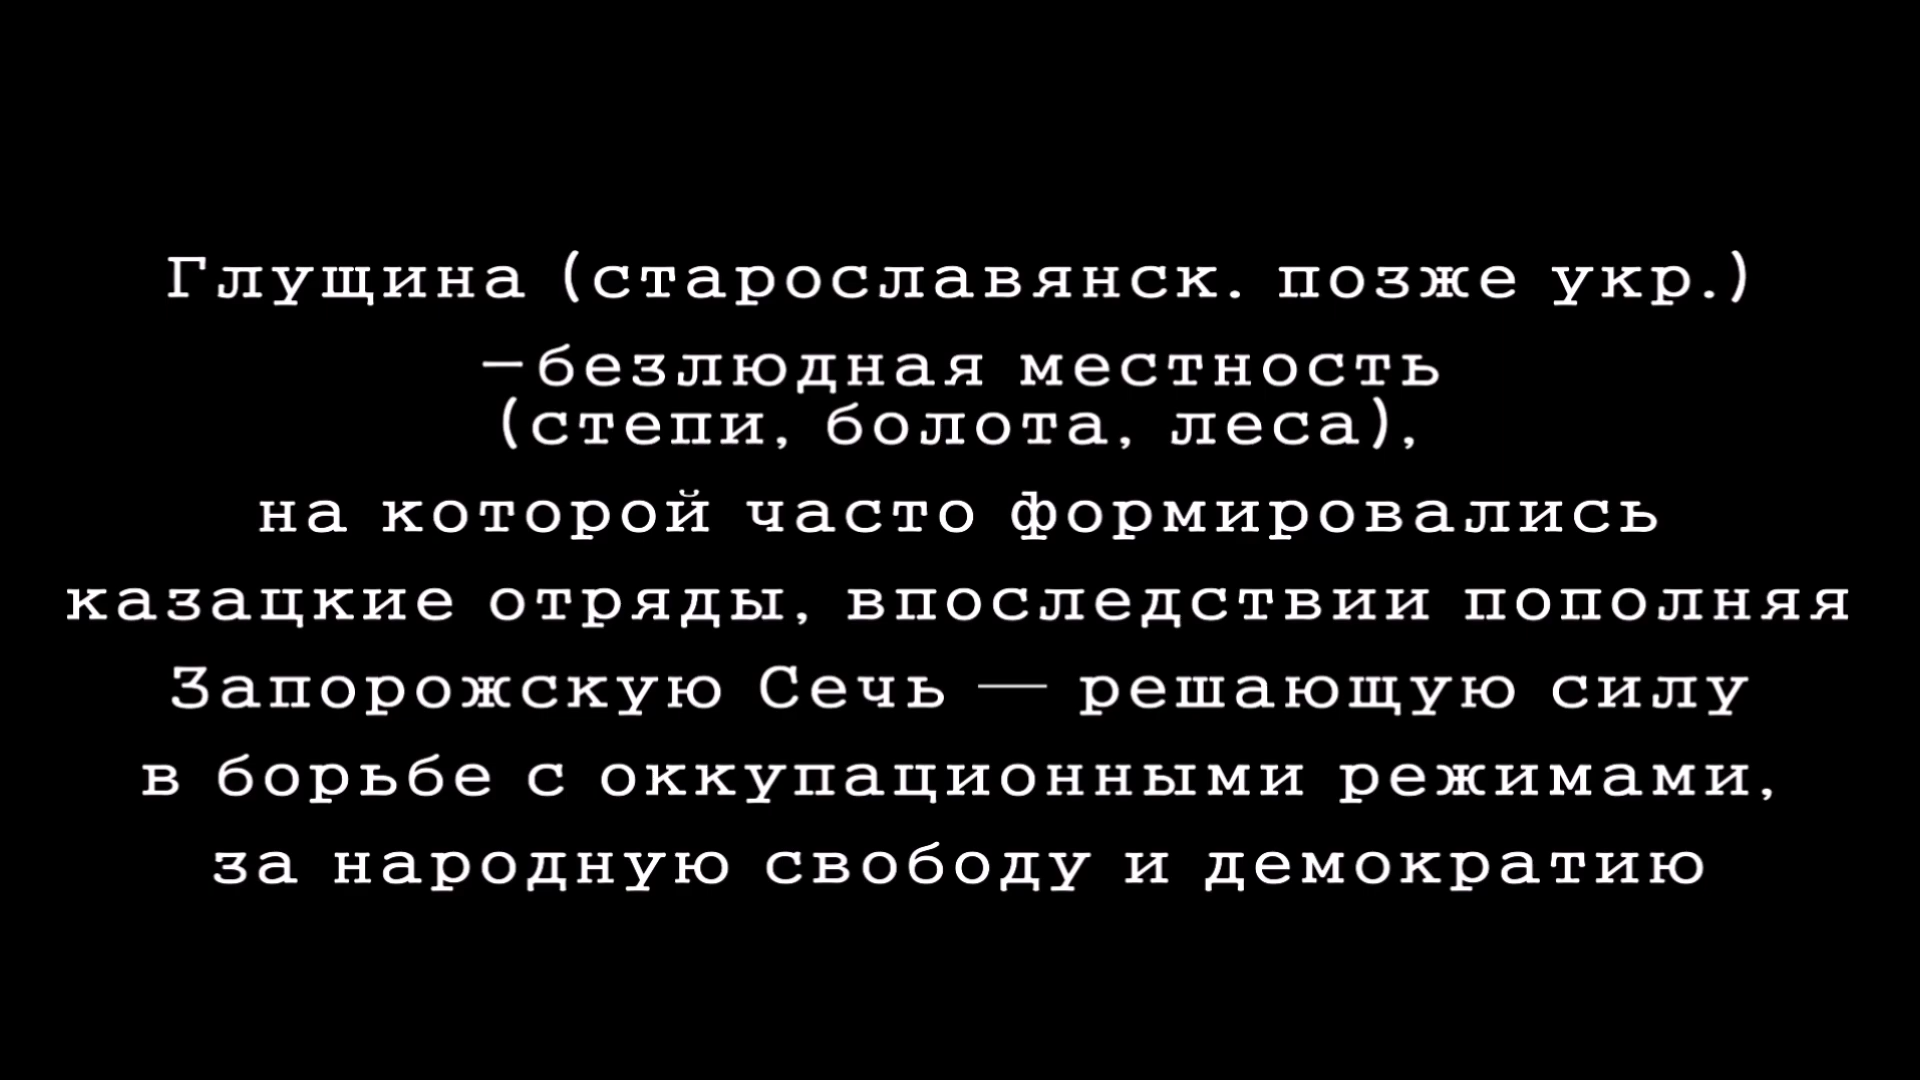 Глущина (старославянск. позже укр.)
—безлюдная местность
(степи, болота, леса),
на которой часто формировались
казацкие отряды, впоследствии пополняя
Запорожскую Сечь — решающую силу
в борьбе с оккупационными режимами,
за народную свободу и демократию